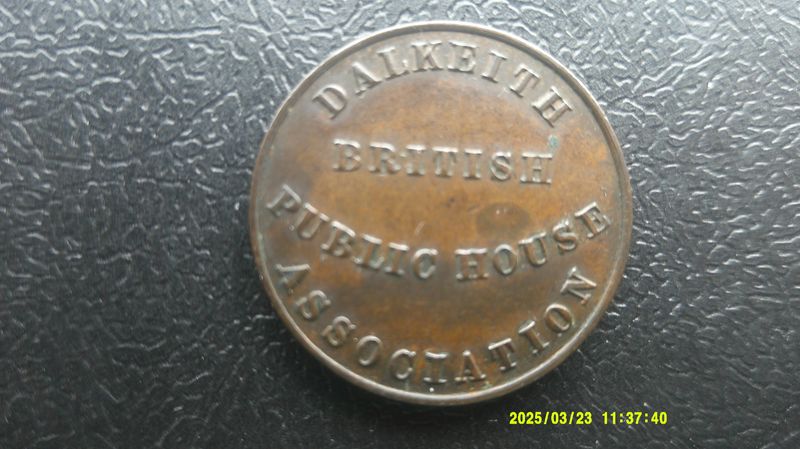 DALKEITH
BRITISH
PUBLIC HOUSE
ASSOCIATION
2025/03/23 11:37:40